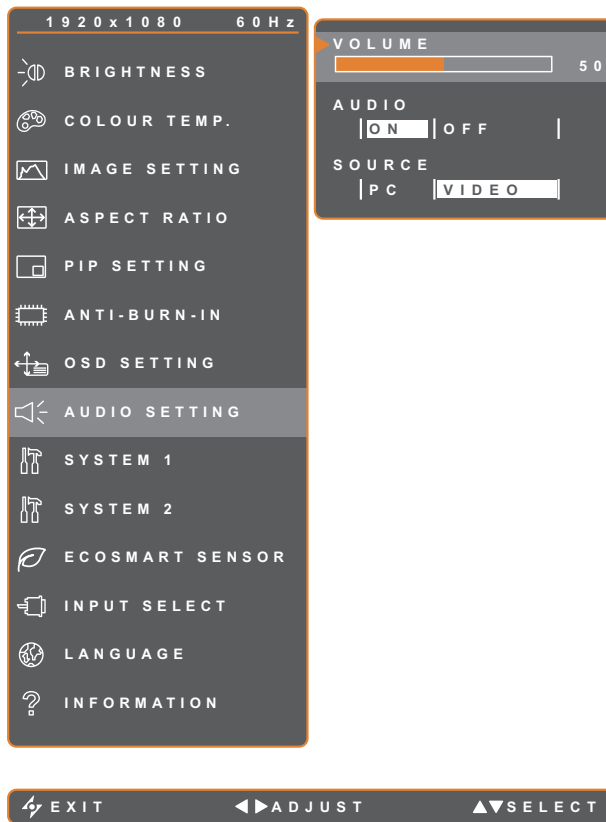 1920x1080 60Hz
BRIGHTNESS
COLOUR TEMP.
IMAGE SETTING
ASPECT RATIO
PIP SETTING
ANTI-BURN-IN
OSD SETTING
AUDIO SETTING
SYSTEM 1
SYSTEM 2
ECOSMART SENSOR
INPUT SELECT
LANGUAGE
INFORMATION
VOLUME
50
AUDIO
ON OFF
SOURCE
PC VIDEO
EXIT ADJUST SELECT